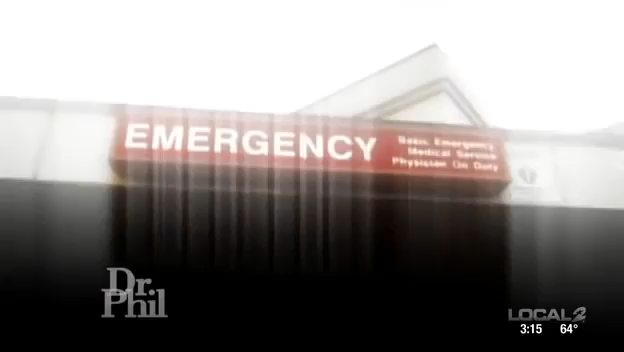 EMERGENCY
Basic Emergency
Medical Service
Physician On Duty
Dr.
Phil
LOCAL 2
3:15 64°